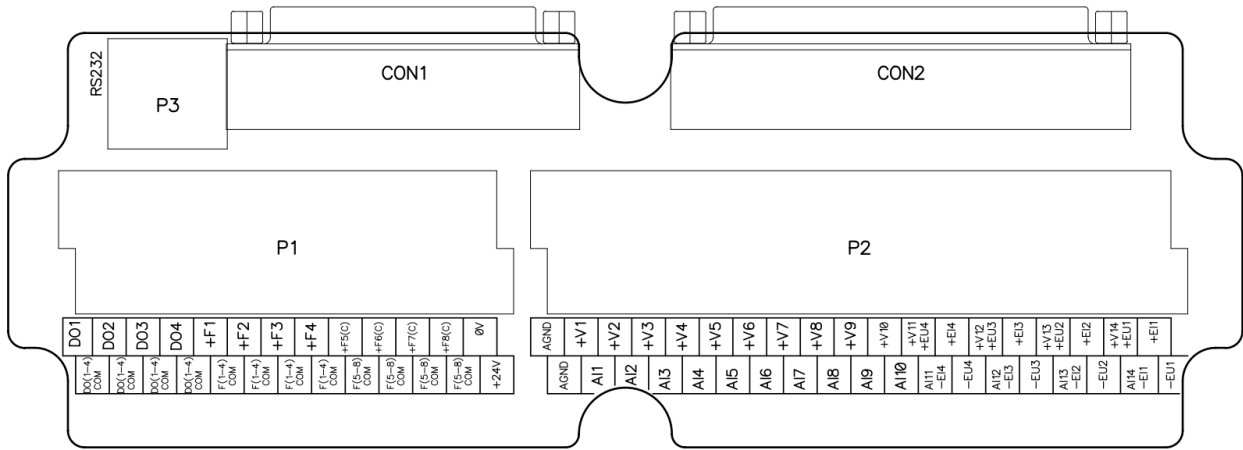 RS232
P3
CON1
CON2
P1
P2
DO1 DO2 DO3 DO4 +F1 +F2 +F3 +F4 +F5(C) +F6(C) +F7(C) +F8(C) 0V
DO(1-4) COM DO(1-4) COM DO(1-4) COM DO(1-4) COM F(1-4) COM F(1-4) COM F(1-4) COM F(1-4) COM F(5-8) COM F(5-8) COM F(5-8) COM F(5-8) COM +24V
AGND +V1 +V2 +V3 +V4 +V5 +V6 +V7 +V8 +V9 +V10 +V11 +EU4 +EI4 +V12 +EU3 +EI3 +V13 +EU2 +EI2 +V14 +EU1 +EI1
AGND AI1 AI2 AI3 AI4 AI5 AI6 AI7 AI8 AI9 AI10 AI11 -EI4 -EU4 AI12 -EI3 -EU3 AI13 -EI2 -EU2 AI14 -EI1 -EU1